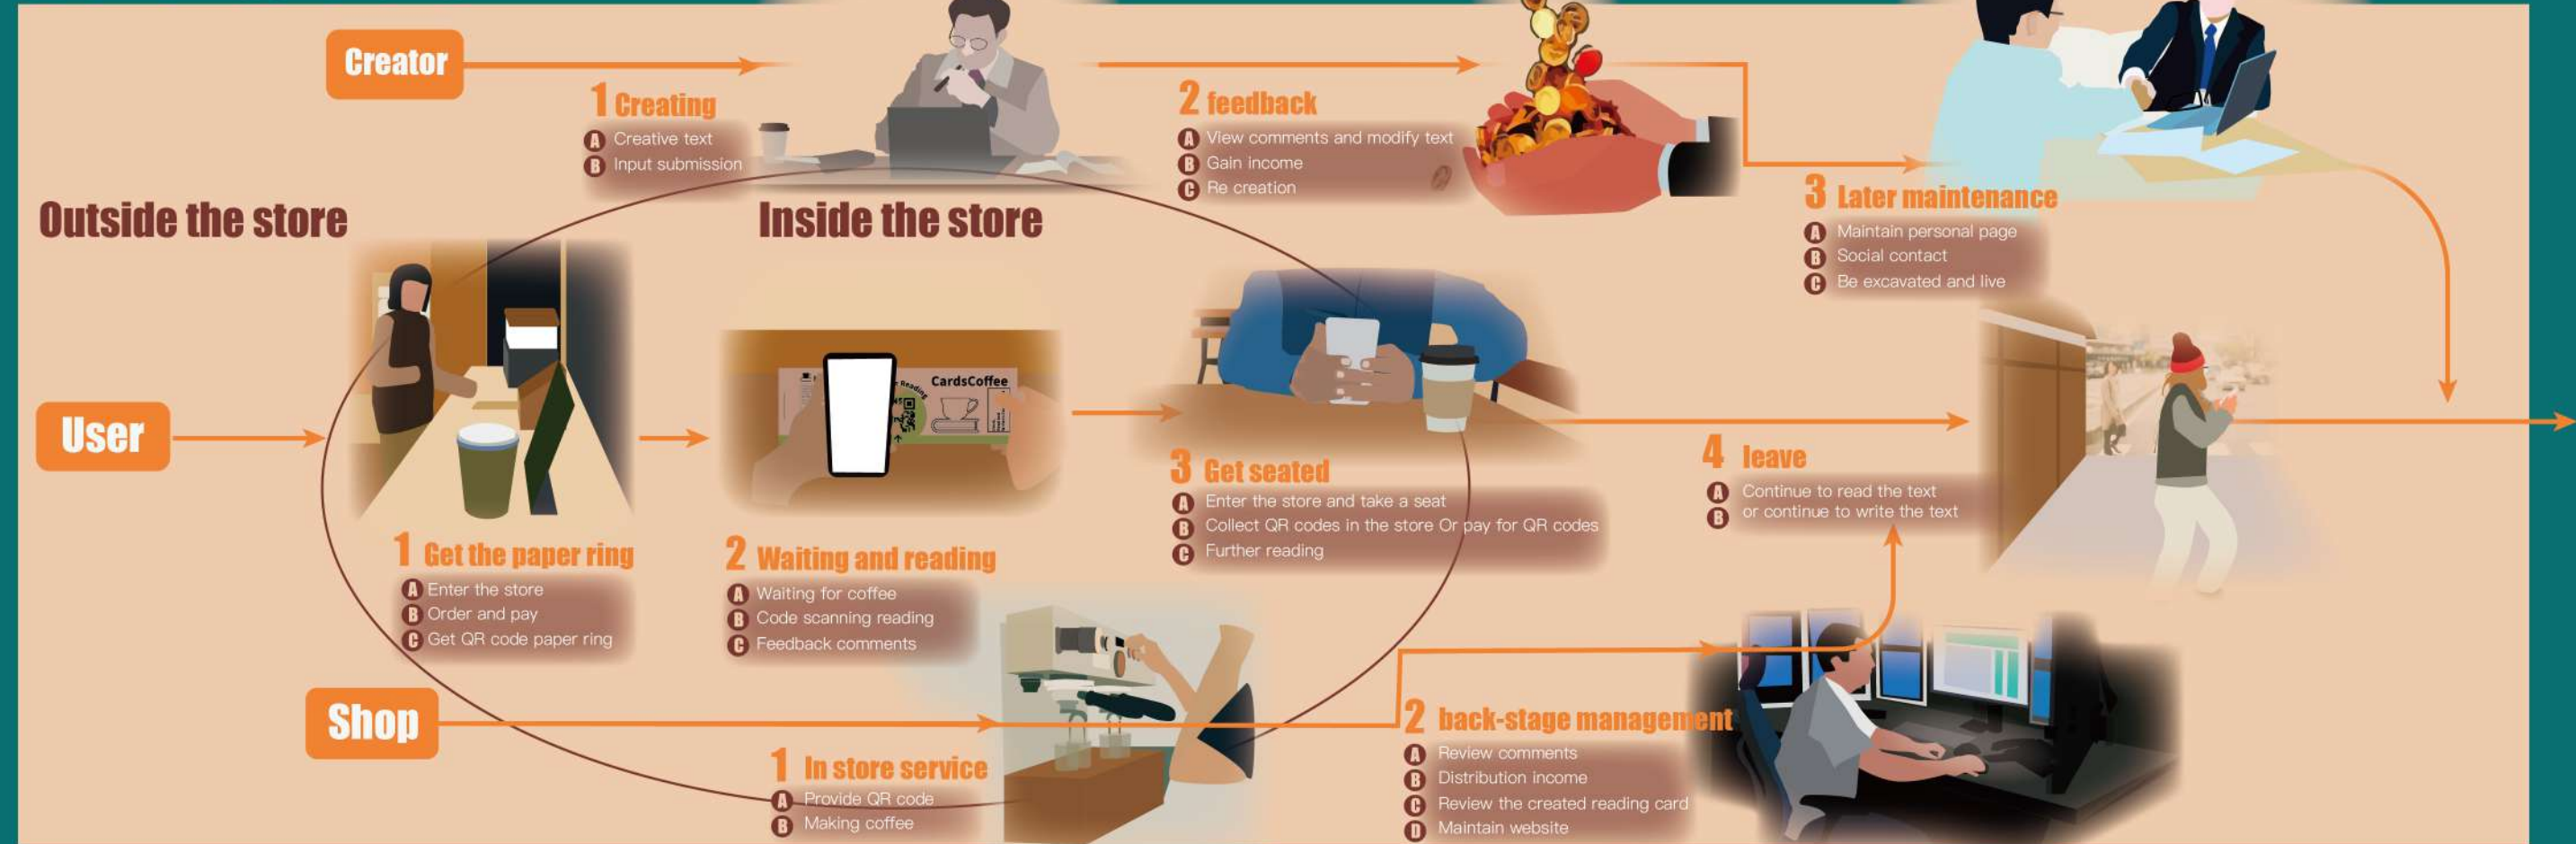 Creator
1 Creating
A Creative text
B Input submission
2 feedback
A View comments and modify text
B Gain income
C Re creation
3 Later maintenance
A Maintain personal page
B Social contact
C Be excavated and live
Outside the store
Inside the store
User
CardsCoffee
Reading
1 Get the paper ring
A Enter the store
B Order and pay
C Get QR code paper ring
2 Waiting and reading
A Waiting for coffee
B Code scanning reading
C Feedback comments
3 Get seated
A Enter the store and take a seat
B Collect QR codes in the store Or pay for QR codes
C Further reading
4 leave
A Continue to read the text
B or continue to write the text
Shop
1 In store service
A Provide QR code
B Making coffee
2 back-stage management
A Review comments
B Distribution income
C Review the created reading card
D Maintain website